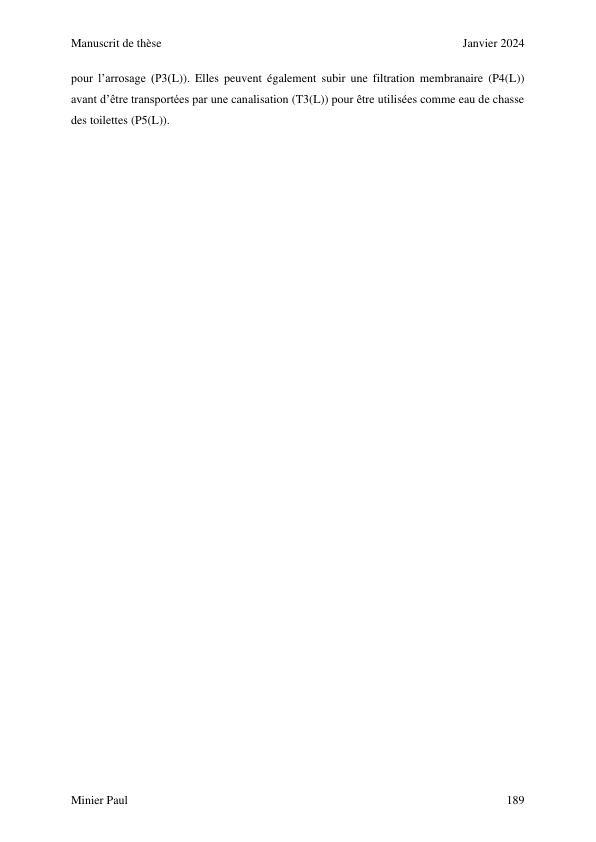 Manuscrit de thèse Janvier 2024
pour l’arrosage (P3(L)). Elles peuvent également subir une filtration membranaire (P4(L))
avant d’être transportées par une canalisation (T3(L)) pour être utilisées comme eau de chasse
des toilettes (P5(L)).
Minier Paul 189